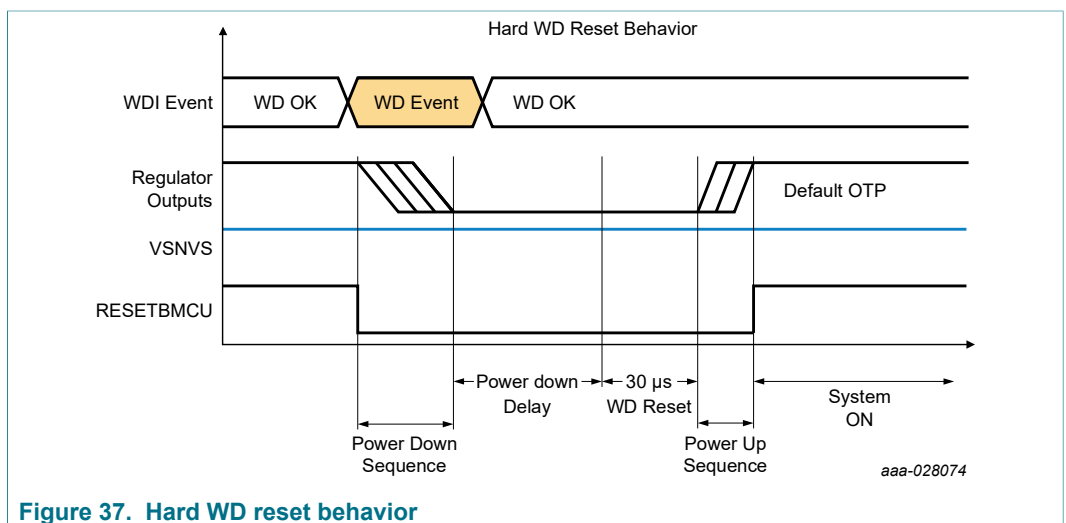 Hard WD Reset Behavior
WDI Event
WD OK
WD Event
WD OK
Regulator
Outputs
Default OTP
VSNVS
RESETBMCU
Power down
Delay
30 µs
WD Reset
System
ON
Power Down
Sequence
Power Up
Sequence
aaa-028074
Figure 37. Hard WD reset behavior